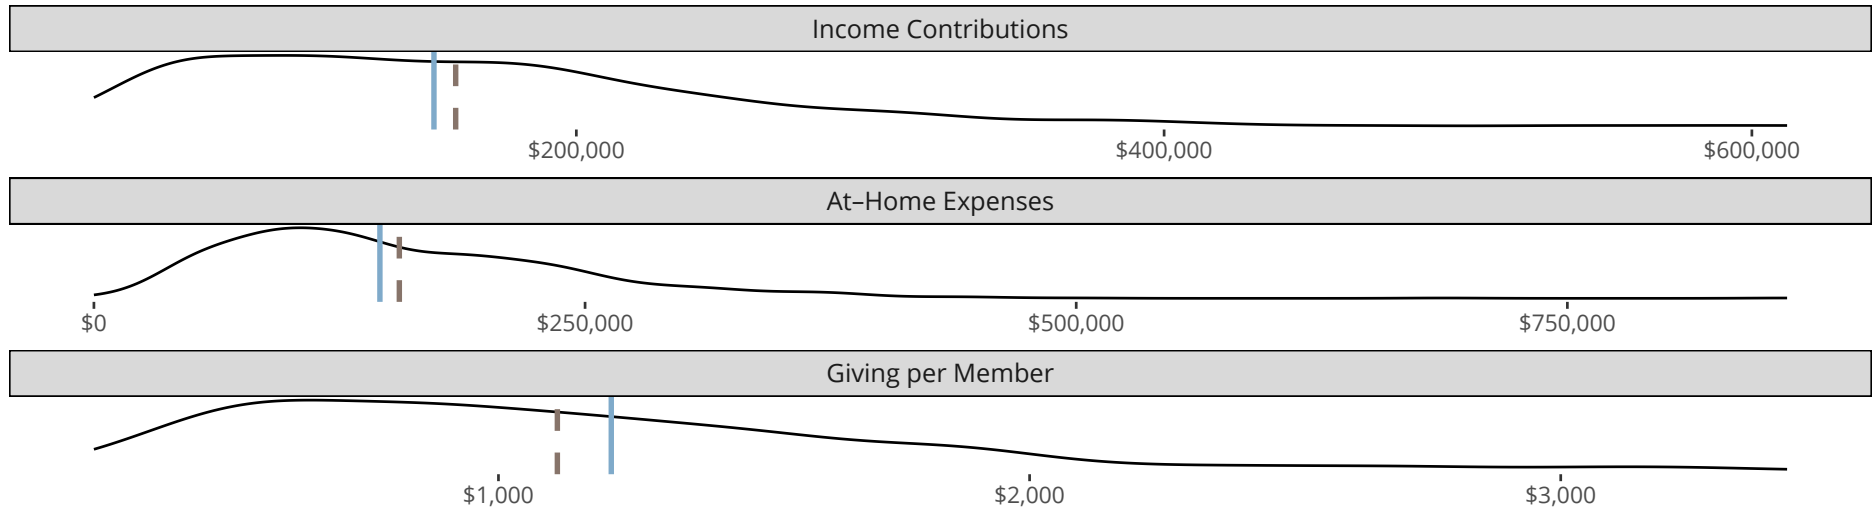 Income Contributions
$200,000 $400,000 $600,000
At–Home Expenses
$0 $250,000 $500,000 $750,000
Giving per Member
$1,000 $2,000 $3,000